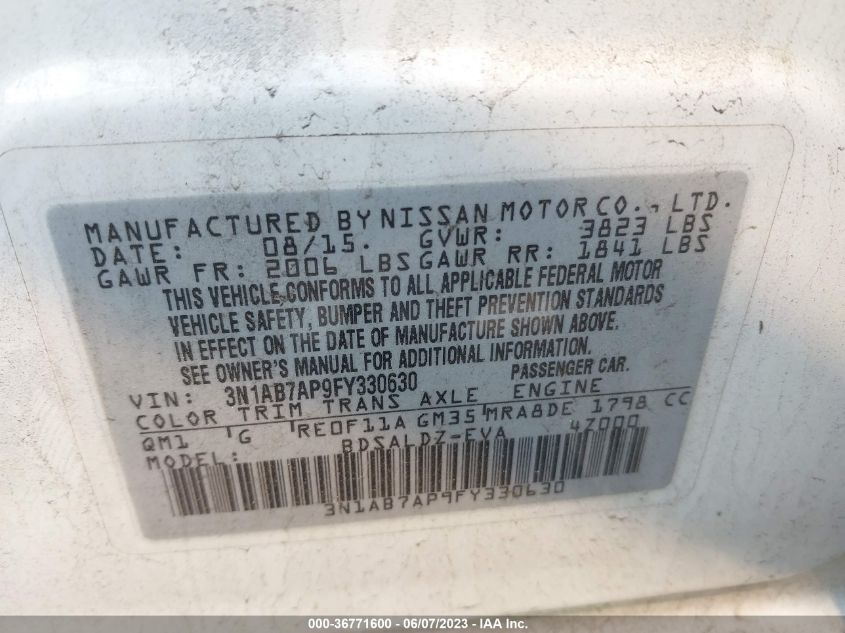 MANUFACTURED BY NISSAN MOTOR CO., LTD.
DATE: 08/15. GVWR: 3823 LBS
GAWR FR: 2006 LBS GAWR RR: 1841 LBS
THIS VEHICLE CONFORMS TO ALL APPLICABLE FEDERAL MOTOR
VEHICLE SAFETY, BUMPER AND THEFT PREVENTION STANDARDS
IN EFFECT ON THE DATE OF MANUFACTURE SHOWN ABOVE.
SEE OWNER'S MANUAL FOR ADDITIONAL INFORMATION.
VIN: 3N1AB7AP9FY330630 PASSENGER CAR.
COLOR TRIM TRANS AXLE ENGINE
QM1 G RE0F11A GM35 MRA8DE 1798 CC
MODEL: BDSALDZ-EVA 4Z000
3N1AB7AP9FY330630
000-36771600 - 06/07/2023 - IAA Inc.